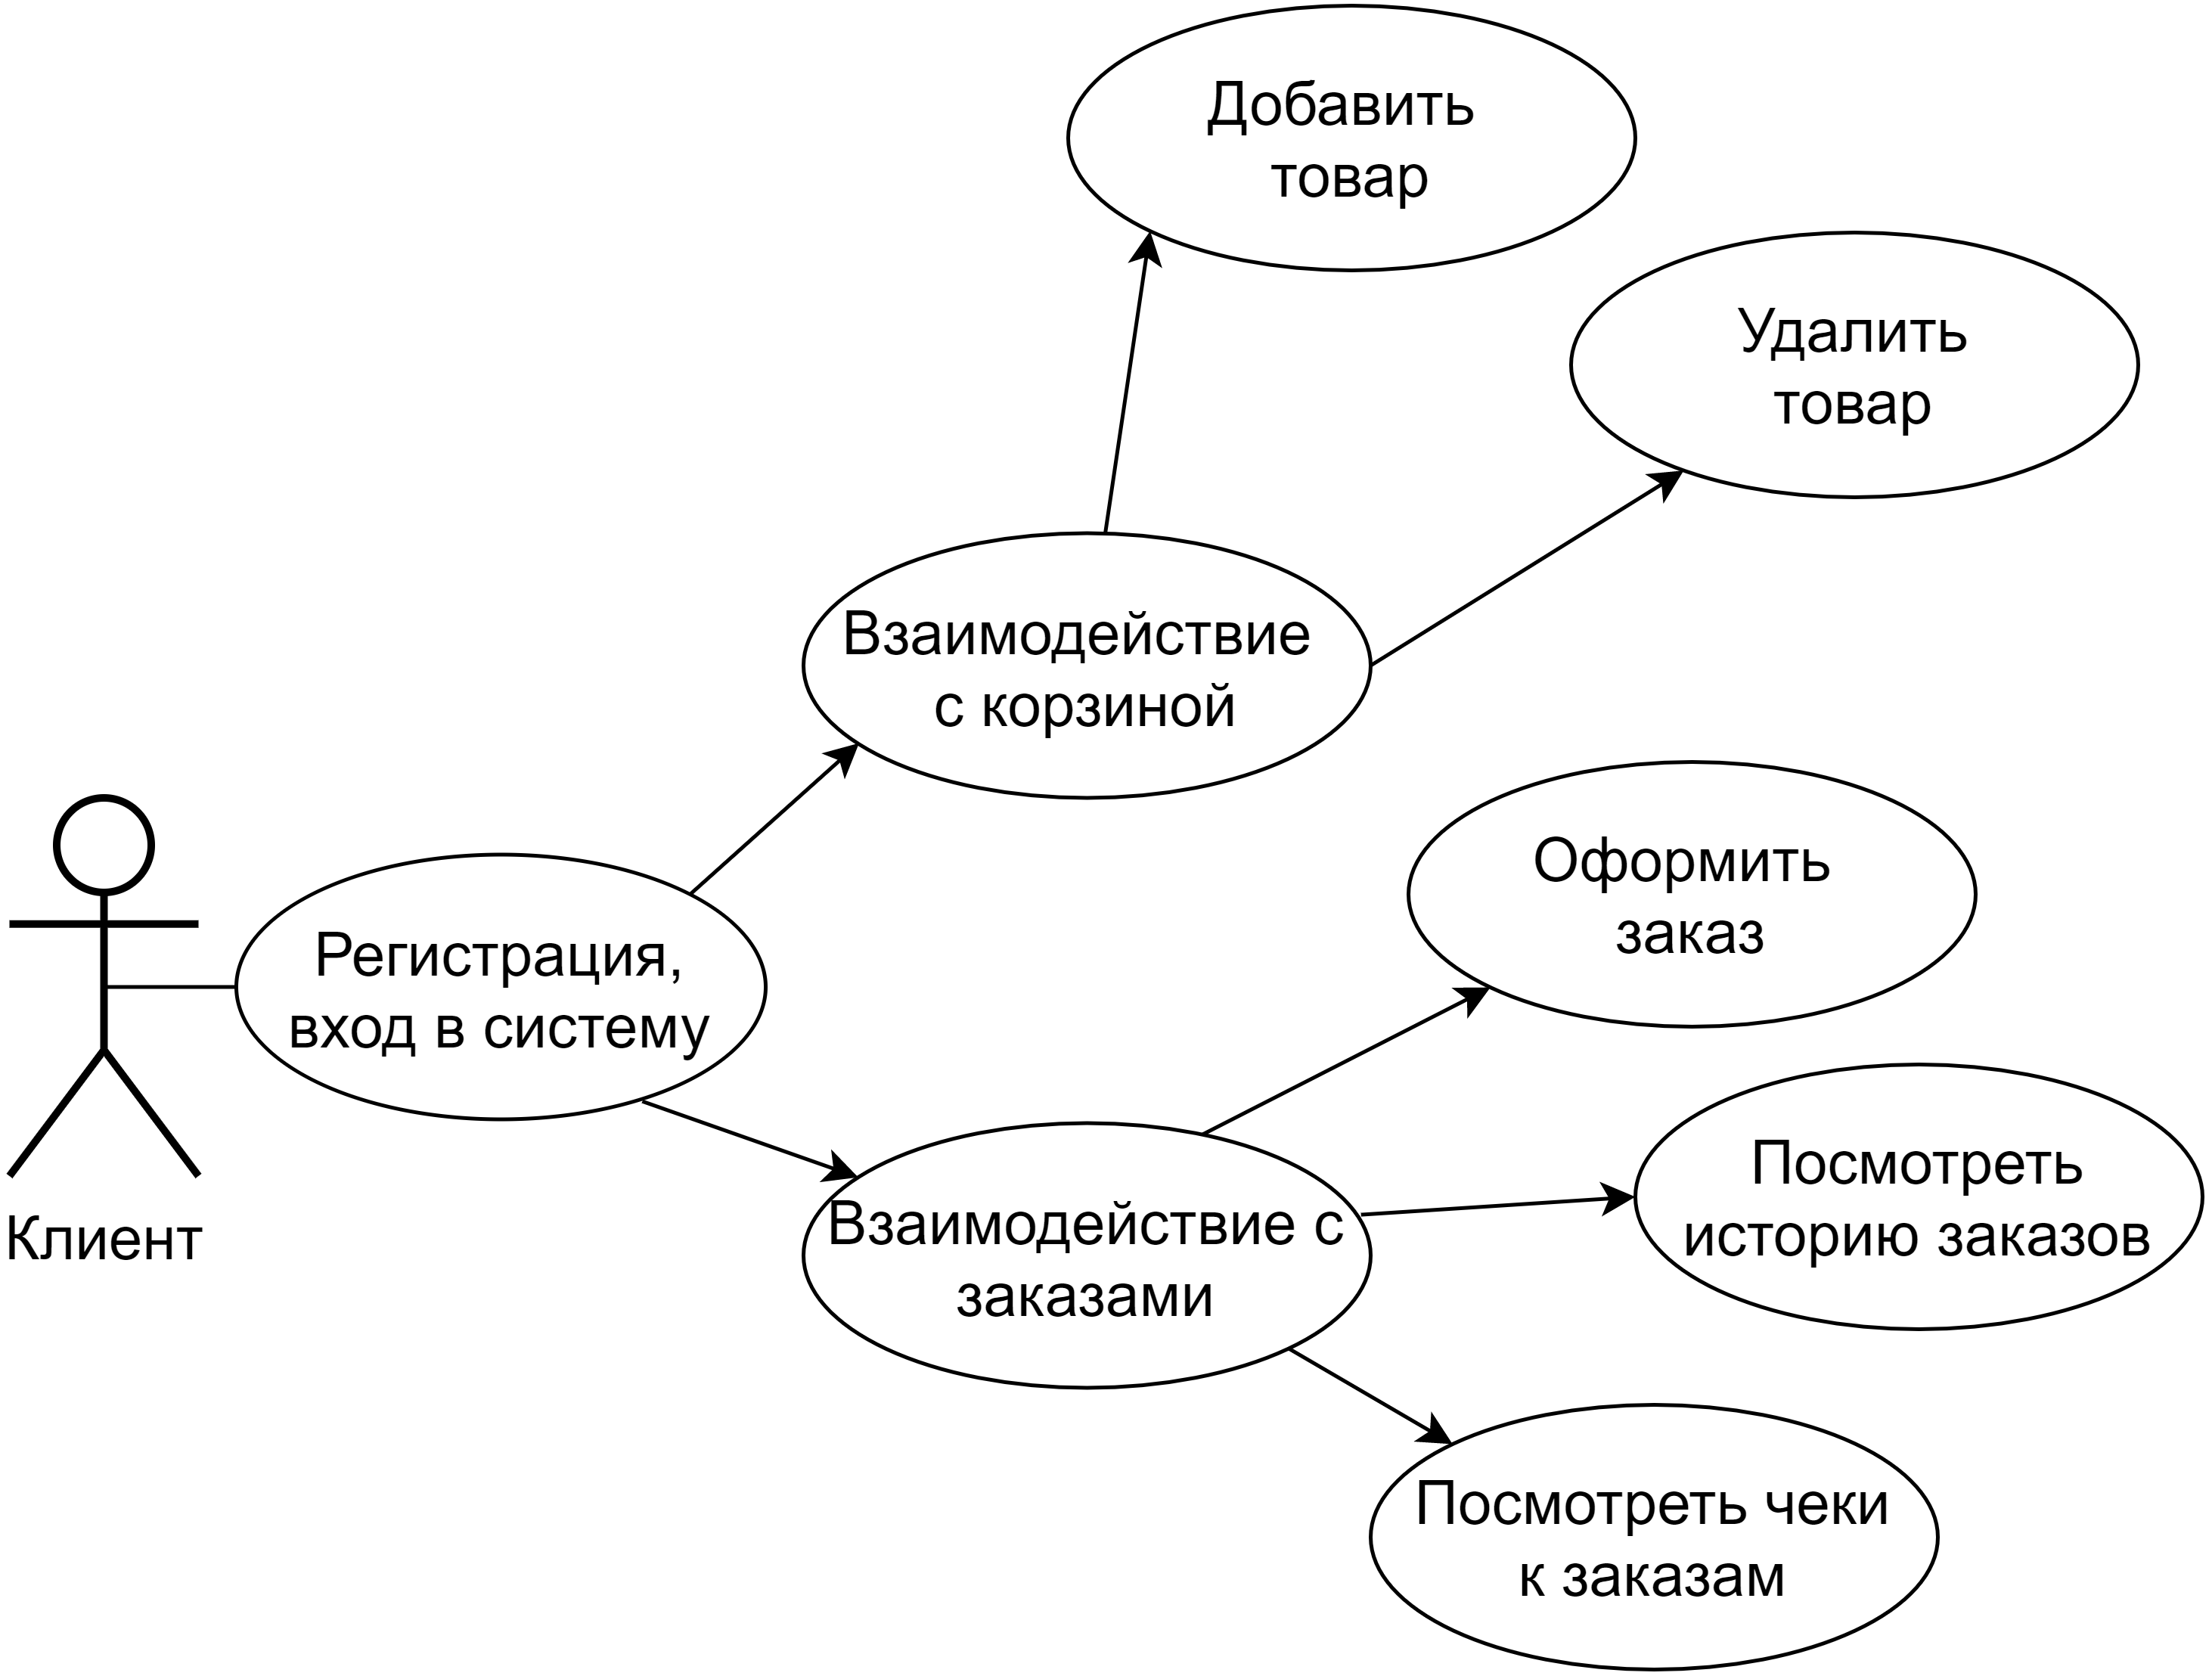 Добавить
товар
Удалить
товар
Взаимодействие
с корзиной
Оформить
заказ
Регистрация,
вход в систему
Посмотреть
историю заказов
Клиент
Взаимодействие с
заказами
Посмотреть чеки
к заказам